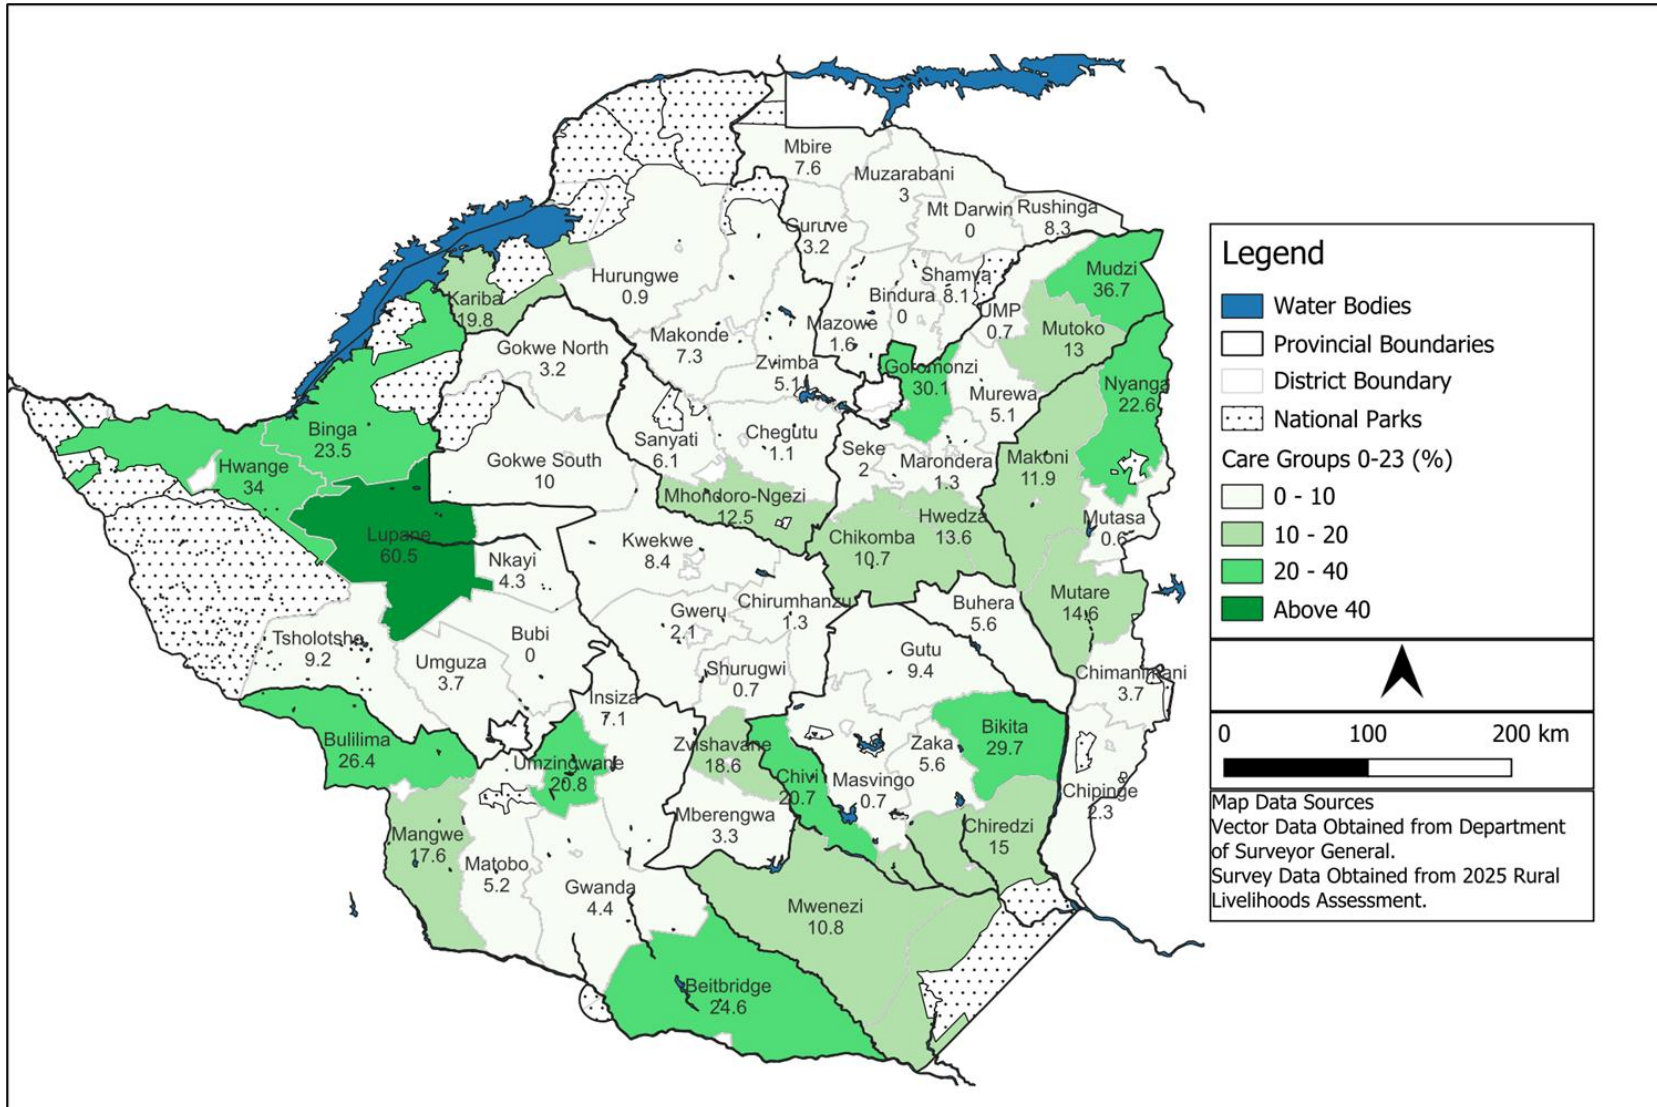 Mbire
7.6
Muzarabani
3
Mt Darwin
0
Rushinga
8.3
Guruve
3.2
Hurungwe
0.9
Shamva
8.1
Mudzi
36.7
Kariba
19.8
Bindura
0
UMP
0.7
Mutoko
13
Makonde
7.3
Mazowe
1.6
Gokwe North
3.2
Zvimba
5.1
Goromonzi
30.1
Nyanga
22.6
Murewa
5.1
Binga
23.5
Sanyati
6.1
Chegutu
1.1
Seke
2
Marondera
1.3
Makoni
11.9
Hwange
34
Gokwe South
10
Mhondoro-Ngezi
12.5
Hwedza
13.6
Mutasa
0.6
Lupane
60.5
Nkayi
4.3
Kwekwe
8.4
Chikomba
10.7
Mutare
14.6
Gweru
2.1
Chirumhanzu
1.3
Buhera
5.6
Tsholotsho
9.2
Bubi
0
Umguza
3.7
Gutu
9.4
Shurugwi
0.7
Chimanimani
3.7
Insiza
7.1
Bulilima
26.4
Umzingwane
20.8
Zvishavane
18.6
Chivi
20.7
Masvingo
0.7
Zaka
5.6
Bikita
29.7
Chipinge
2.3
Mangwe
17.6
Matobo
5.2
Mberengwa
3.3
Chiredzi
15
Gwanda
4.4
Mwenezi
10.8
Beitbridge
24.6
Legend
Water Bodies
Provincial Boundaries
District Boundary
National Parks
Care Groups 0-23 (%)
0 - 10
10 - 20
20 - 40
Above 40
0 100 200 km
Map Data Sources
Vector Data Obtained from Department
of Surveyor General.
Survey Data Obtained from 2025 Rural
Livelihoods Assessment.